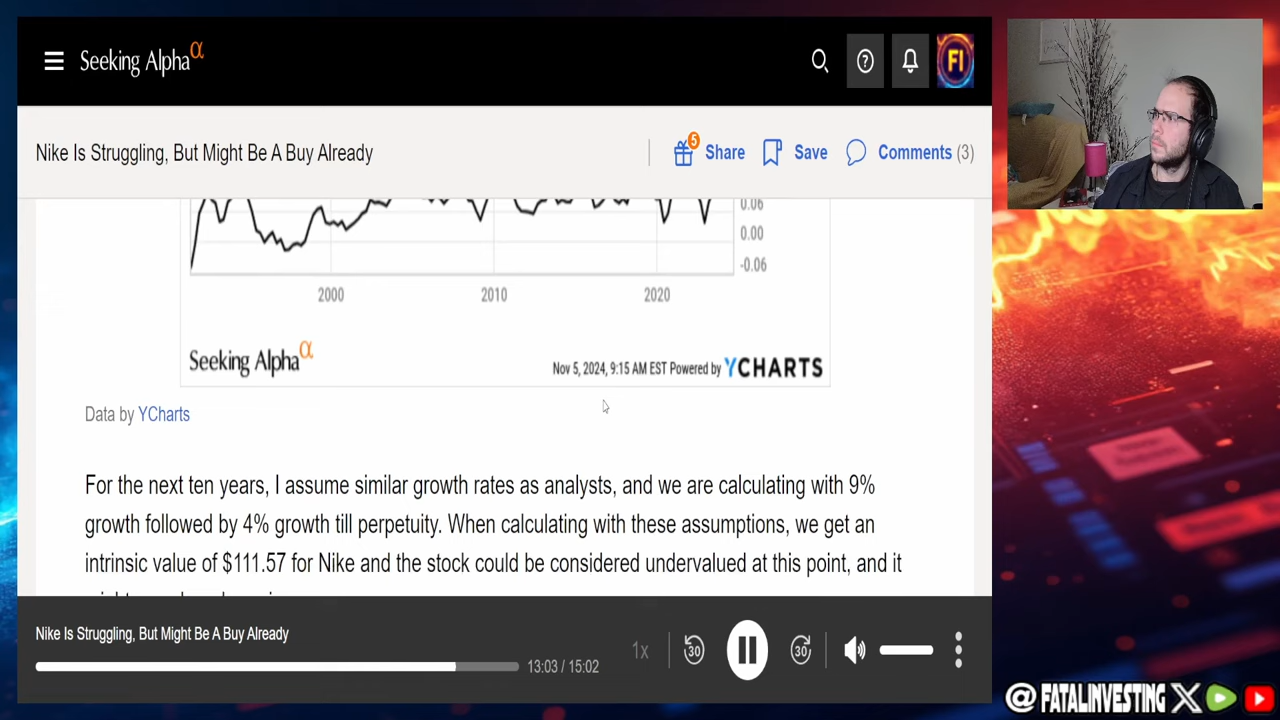 Seeking Alphaα
FI
Nike Is Struggling, But Might Be A Buy Already
5
Share
Save
Comments (3)
0.06
0.00
-0.06
2000
2010
2020
Seeking Alphaα
Nov 5, 2024, 9:15 AM EST Powered by YCHARTS
Data by YCharts
For the next ten years, I assume similar growth rates as analysts, and we are calculating with 9%
growth followed by 4% growth till perpetuity. When calculating with these assumptions, we get an
intrinsic value of $111.57 for Nike and the stock could be considered undervalued at this point, and it
Nike Is Struggling, But Might Be A Buy Already
1x
30
30
13:03 / 15:02
@FATALINVESTING X